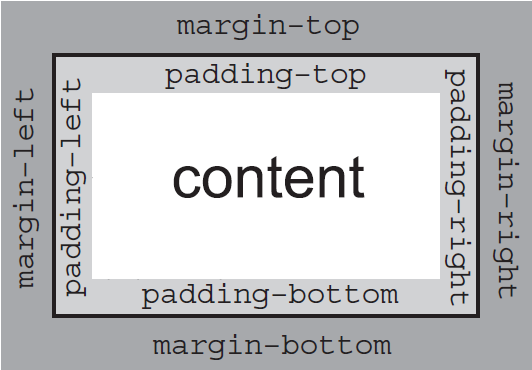 margin-top
padding-top
margin-left
padding-left
content
padding-right
margin-right
padding-bottom
margin-bottom